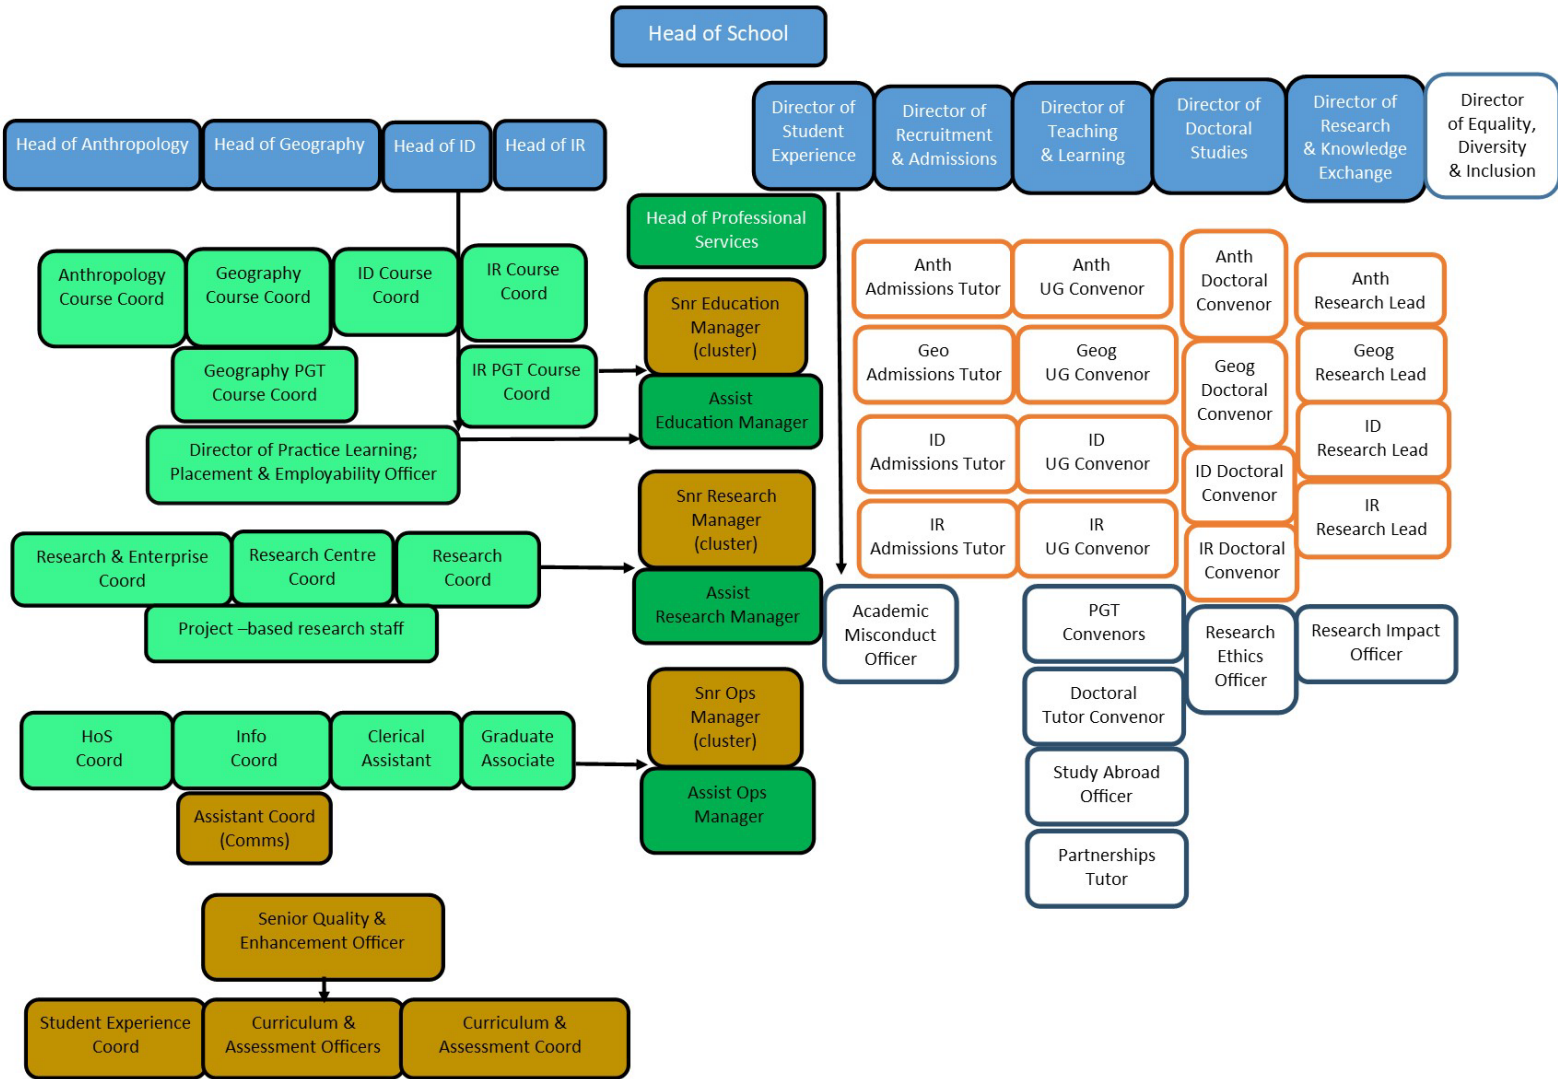 Head of School
Head of Anthropology
Head of Geography
Head of ID
Head of IR
Director of
Student
Experience
Director of
Recruitment
& Admissions
Director of
Teaching
& Learning
Director of
Doctoral
Studies
Director of
Research
& Knowledge
Exchange
Director
of Equality,
Diversity
& Inclusion
Head of Professional
Services
Anthropology
Course Coord
Geography
Course Coord
ID Course
Coord
IR Course
Coord
Geography PGT
Course Coord
IR PGT Course
Coord
Director of Practice Learning;
Placement & Employability Officer
Snr Education
Manager
(cluster)
Assist
Education Manager
Research & Enterprise
Coord
Research Centre
Coord
Research
Coord
Project –based research staff
Snr Research
Manager
(cluster)
Assist
Research Manager
HoS
Coord
Info
Coord
Clerical
Assistant
Graduate
Associate
Assistant Coord
(Comms)
Snr Ops
Manager
(cluster)
Assist Ops
Manager
Senior Quality &
Enhancement Officer
Student Experience
Coord
Curriculum &
Assessment Officers
Curriculum &
Assessment Coord
Academic
Misconduct
Officer
Anth
Admissions Tutor
Geo
Admissions Tutor
ID
Admissions Tutor
IR
Admissions Tutor
Anth
UG Convenor
Geog
UG Convenor
ID
UG Convenor
IR
UG Convenor
PGT
Convenors
Doctoral
Tutor Convenor
Study Abroad
Officer
Partnerships
Tutor
Anth
Doctoral
Convenor
Geog
Doctoral
Convenor
ID Doctoral
Convenor
IR Doctoral
Convenor
Research
Ethics
Officer
Anth
Research Lead
Geog
Research Lead
ID
Research Lead
IR
Research Lead
Research Impact
Officer